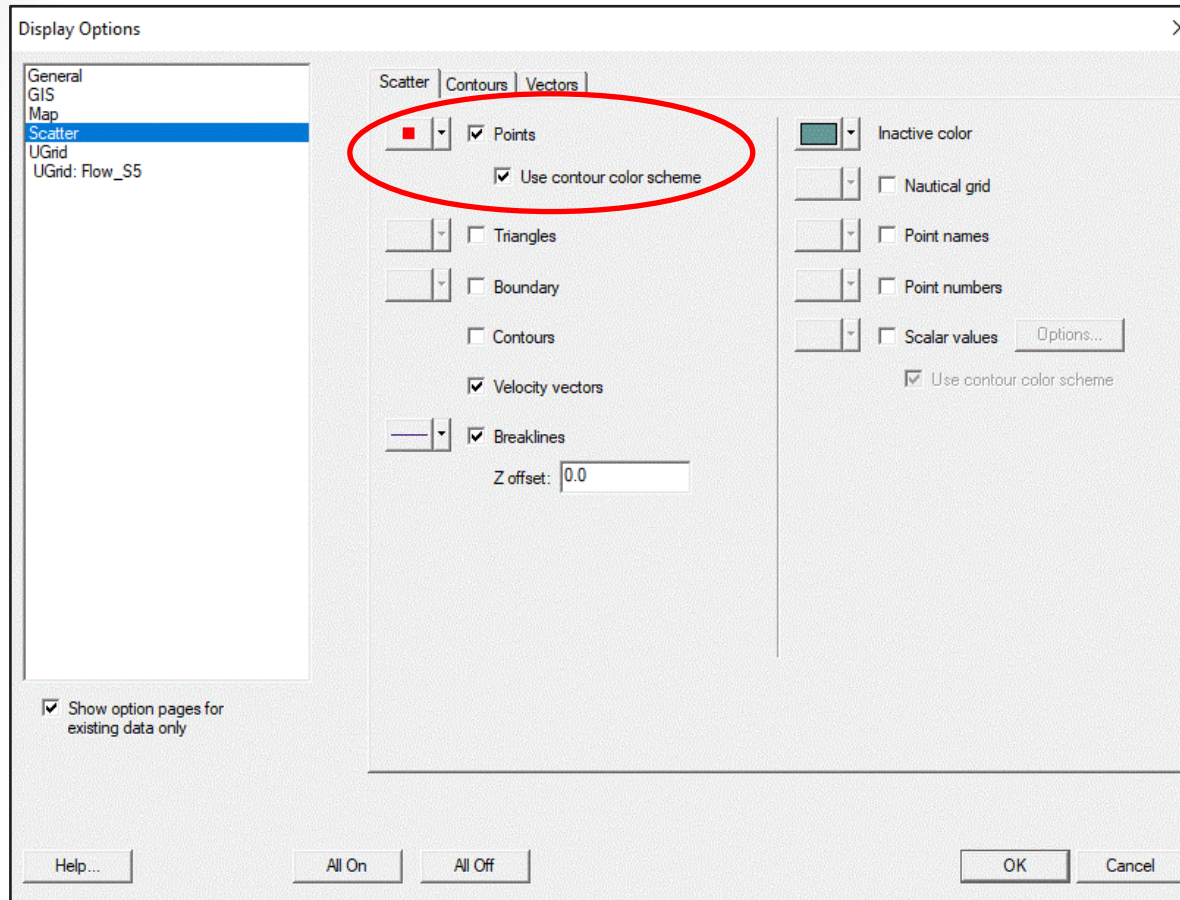 Display Options
General
GIS
Map
Scatter
UGrid
UGrid: Flow_S5
Show option pages for
existing data only
Scatter
Contours
Vectors
Points
Use contour color scheme
Triangles
Boundary
Contours
Velocity vectors
Breaklines
Z offset: 0.0
Inactive color
Nautical grid
Point names
Point numbers
Scalar values
Options...
Use contour color scheme
Help...
All On
All Off
OK
Cancel